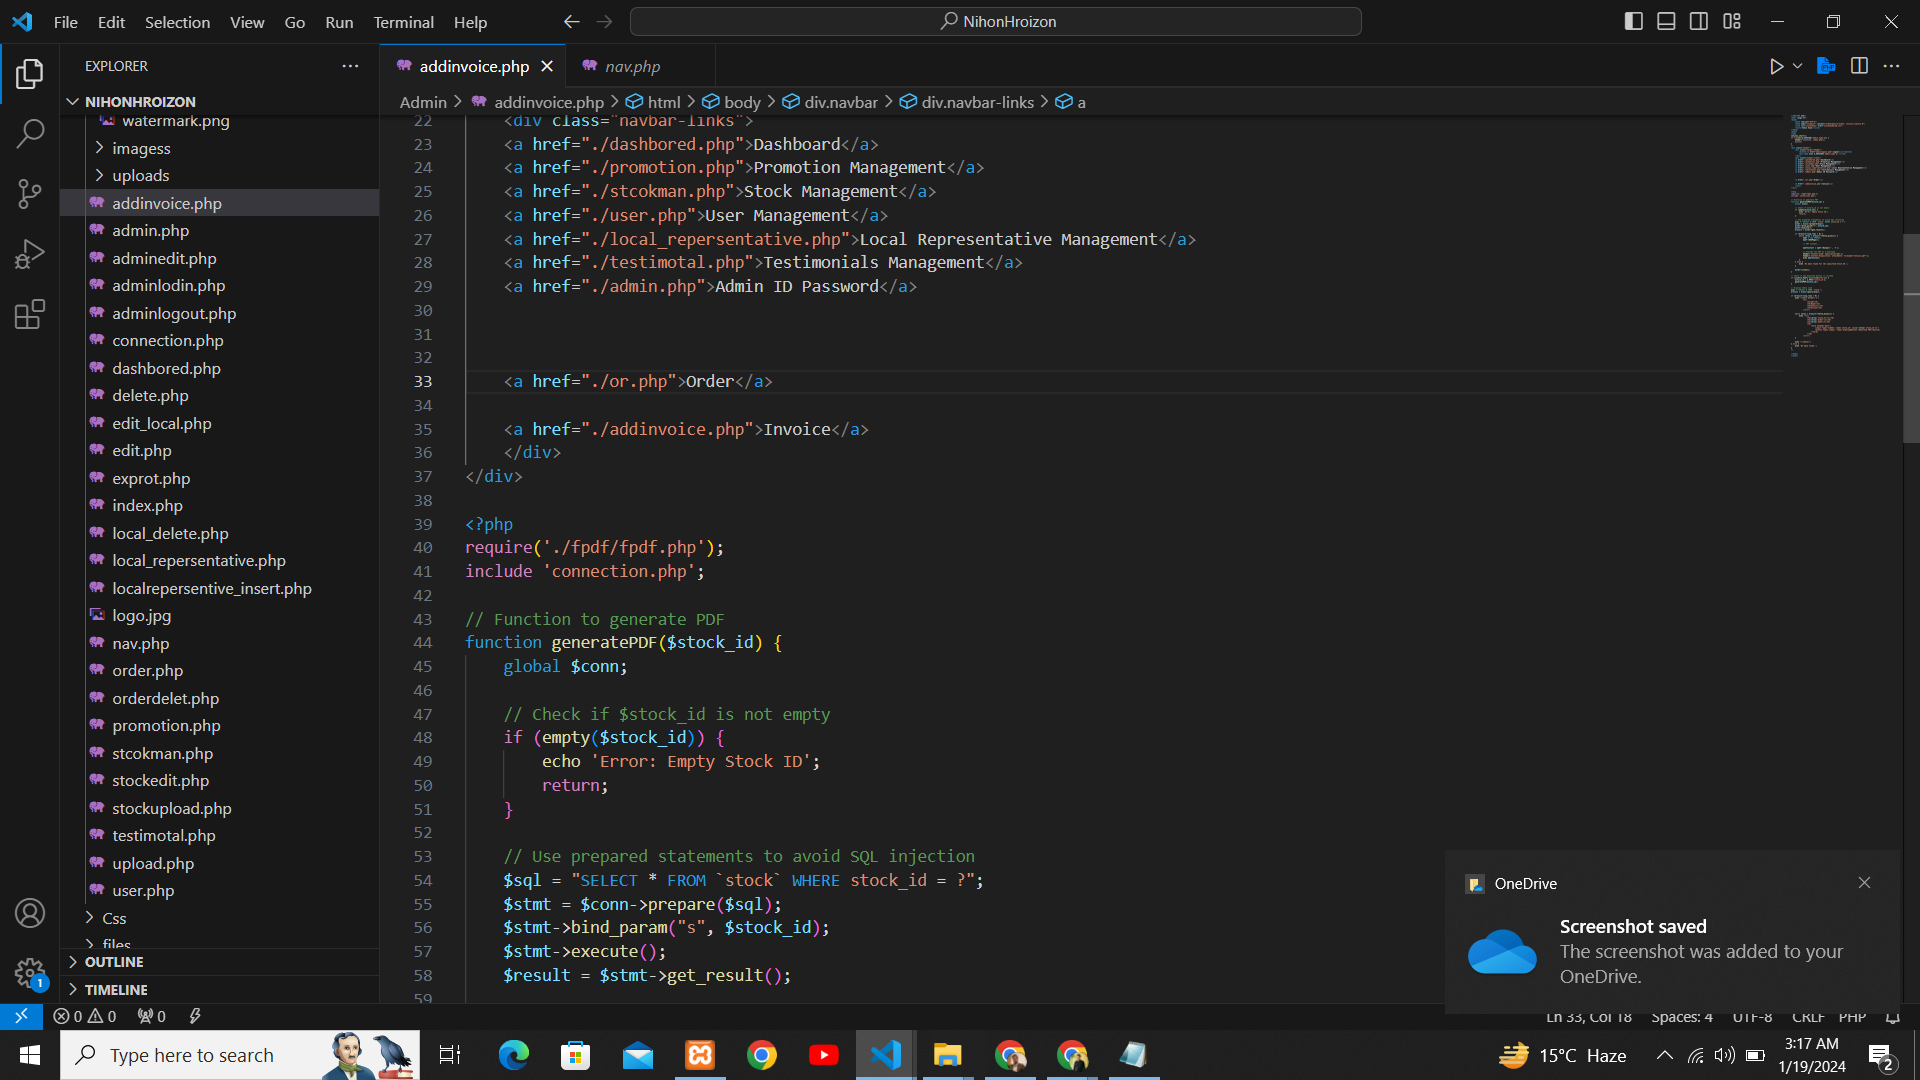 File Edit Selection View Go Run Terminal Help
NihonHroizon
EXPLORER
NIHONHROIZON
watermark.png
imagess
uploads
addinvoice.php
admin.php
adminedit.php
adminlodin.php
adminlogout.php
connection.php
dashbored.php
delete.php
edit_local.php
edit.php
exprot.php
index.php
local_delete.php
local_repersentative.php
localrepersentive_insert.php
logo.jpg
nav.php
order.php
orderdelet.php
promotion.php
stcokman.php
stockedit.php
stockupload.php
testimotal.php
upload.php
user.php
Css
files
OUTLINE
TIMELINE
addinvoice.php
nav.php
Admin > addinvoice.php > html > body > div.navbar > div.navbar-links > a
22 <div class="navbar-links">
23 <a href="./dashbored.php">Dashboard</a>
24 <a href="./promotion.php">Promotion Management</a>
25 <a href="./stcokman.php">Stock Management</a>
26 <a href="./user.php">User Management</a>
27 <a href="./local_repersentative.php">Local Representative Management</a>
28 <a href="./testimotal.php">Testimonials Management</a>
29 <a href="./admin.php">Admin ID Password</a>
30
31
32
33 <a href="./or.php">Order</a>
34
35 <a href="./addinvoice.php">Invoice</a>
36 </div>
37 </div>
38
39 <?php
40 require('./fpdf/fpdf.php');
41 include 'connection.php';
42
43 // Function to generate PDF
44 function generatePDF($stock_id) {
45 global $conn;
46
47 // Check if $stock_id is not empty
48 if (empty($stock_id)) {
49 echo 'Error: Empty Stock ID';
50 return;
51 }
52
53 // Use prepared statements to avoid SQL injection
54 $sql = "SELECT * FROM `stock` WHERE stock_id = ?";
55 $stmt = $conn->prepare($sql);
56 $stmt->bind_param("s", $stock_id);
57 $stmt->execute();
58 $result = $stmt->get_result();
59
OneDrive
Screenshot saved
The screenshot was added to your
OneDrive.
1
0 0 0
Ln 33, Col 18 Spaces: 4 UTF-8 CRLF PHP
Type here to search
15°C Haze
3:17 AM
1/19/2024
2